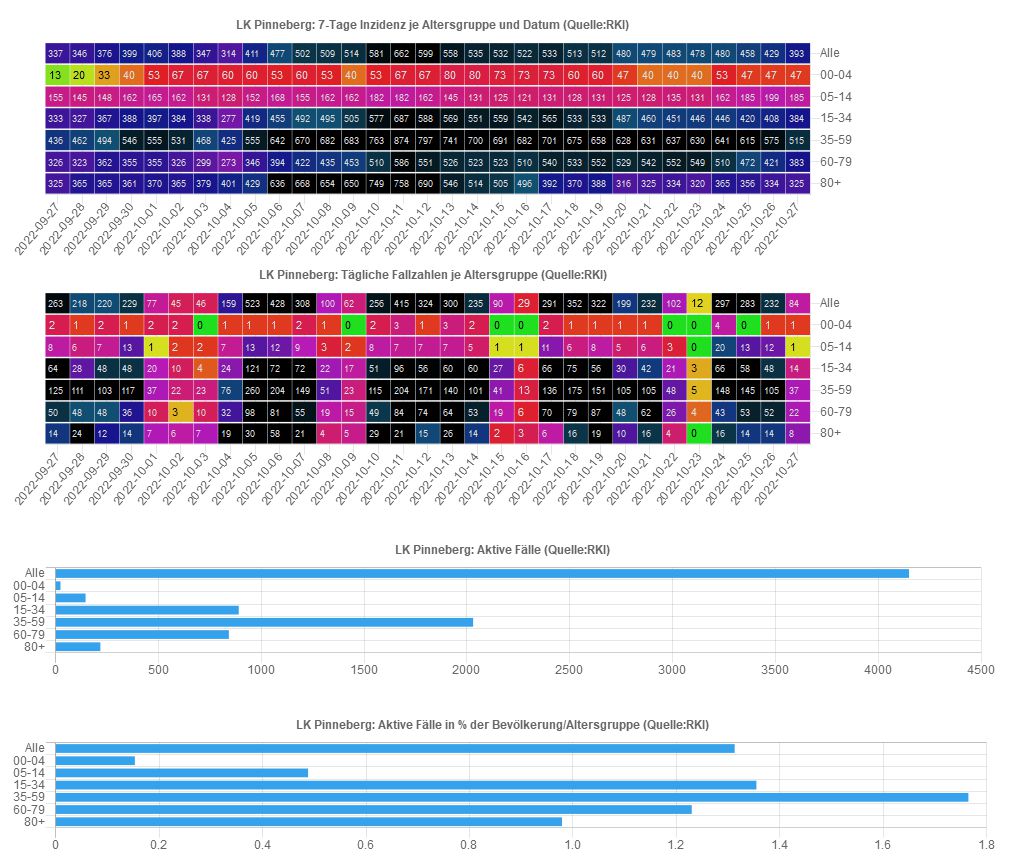 LK Pinneberg: 7-Tage Inzidenz je Altersgruppe und Datum (Quelle:RKI)
337 346 376 399 406 388 347 314 411 477 502 509 514 581 662 599 558 535 532 522 533 513 512 480 479 483 478 480 458 429 393 Alle
13 20 33 40 53 67 67 60 60 53 60 53 40 53 67 67 80 80 73 73 73 60 60 47 40 40 40 53 47 47 47 00-04
155 145 148 162 165 162 131 128 152 168 155 162 162 182 182 162 145 131 125 121 131 128 131 125 128 135 131 162 185 199 185 05-14
333 327 367 388 397 384 338 277 419 455 492 495 505 577 687 588 569 551 559 542 565 533 533 487 460 451 446 446 420 408 384 15-34
436 462 494 546 555 531 468 425 555 642 670 682 687 763 874 797 741 700 691 682 701 675 658 628 631 637 630 641 615 575 515 35-59
326 323 362 355 355 326 299 273 346 394 422 435 453 510 586 551 526 523 523 510 540 533 552 529 542 552 549 510 472 421 383 60-79
325 365 365 361 370 365 379 401 429 636 668 654 650 749 758 690 546 514 505 496 392 370 388 316 325 334 320 365 356 334 325 80+
2022-09-27 2022-09-28 2022-09-29 2022-09-30 2022-10-01 2022-10-02 2022-10-03 2022-10-04 2022-10-05 2022-10-06 2022-10-07 2022-10-08 2022-10-09 2022-10-10 2022-10-11 2022-10-12 2022-10-13 2022-10-14 2022-10-15 2022-10-16 2022-10-17 2022-10-18 2022-10-19 2022-10-20 2022-10-21 2022-10-22 2022-10-23 2022-10-24 2022-10-25 2022-10-26 2022-10-27
LK Pinneberg: Tägliche Fallzahlen je Altersgruppe (Quelle:RKI)
263 218 220 229 77 45 46 159 523 428 308 100 62 256 415 324 300 235 90 29 291 352 322 199 232 102 12 297 283 232 84 Alle
2 1 2 1 2 2 0 1 1 1 2 1 0 2 3 1 3 2 0 0 2 1 1 1 1 0 0 4 0 1 1 00-04
8 6 7 13 1 2 2 7 13 12 9 3 2 8 7 7 7 5 1 1 11 6 8 5 6 3 0 20 13 12 1 05-14
64 28 48 48 20 10 4 24 121 72 72 22 17 51 96 56 60 60 27 6 66 75 56 30 42 21 3 66 58 48 14 15-34
125 111 103 117 37 22 23 76 260 204 149 51 23 115 204 171 140 101 41 13 136 175 151 105 105 48 5 148 145 105 37 35-59
50 48 48 36 10 3 10 32 98 81 55 19 15 49 84 74 64 53 19 6 70 79 87 48 62 26 4 43 53 52 22 60-79
14 24 12 14 7 6 7 19 30 58 21 4 5 29 21 15 26 14 2 3 6 16 19 10 16 4 0 16 14 14 8 80+
2022-09-27 2022-09-28 2022-09-29 2022-09-30 2022-10-01 2022-10-02 2022-10-03 2022-10-04 2022-10-05 2022-10-06 2022-10-07 2022-10-08 2022-10-09 2022-10-10 2022-10-11 2022-10-12 2022-10-13 2022-10-14 2022-10-15 2022-10-16 2022-10-17 2022-10-18 2022-10-19 2022-10-20 2022-10-21 2022-10-22 2022-10-23 2022-10-24 2022-10-25 2022-10-26 2022-10-27
LK Pinneberg: Aktive Fälle (Quelle:RKI)
Alle
00-04
05-14
15-34
35-59
60-79
80+
0 500 1000 1500 2000 2500 3000 3500 4000 4500
LK Pinneberg: Aktive Fälle in % der Bevölkerung/Altersgruppe (Quelle:RKI)
Alle
00-04
05-14
15-34
35-59
60-79
80+
0 0.2 0.4 0.6 0.8 1.0 1.2 1.4 1.6 1.8